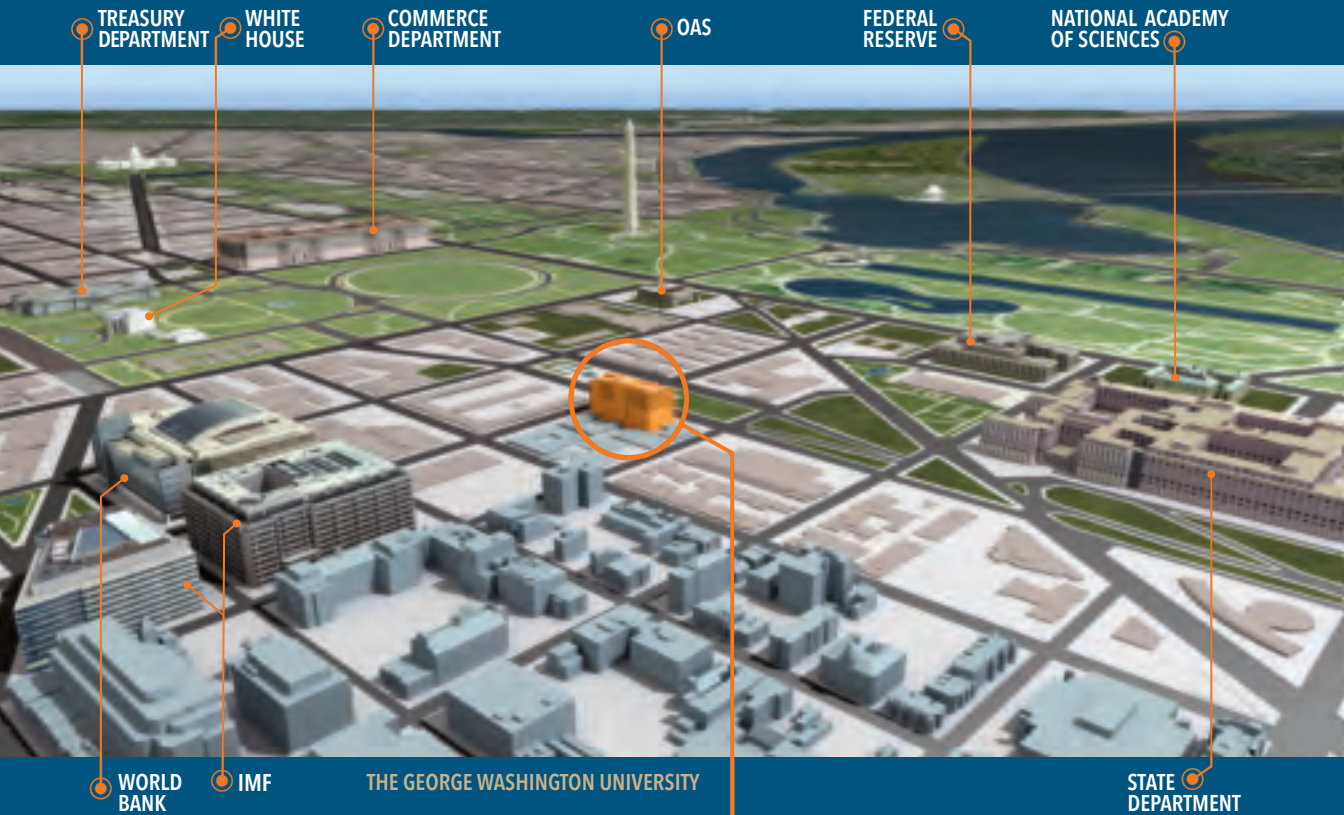 TREASURY
DEPARTMENT
WHITE
HOUSE
COMMERCE
DEPARTMENT
OAS
FEDERAL
RESERVE
NATIONAL ACADEMY
OF SCIENCES
WORLD
BANK
IMF
THE GEORGE WASHINGTON UNIVERSITY
STATE
DEPARTMENT